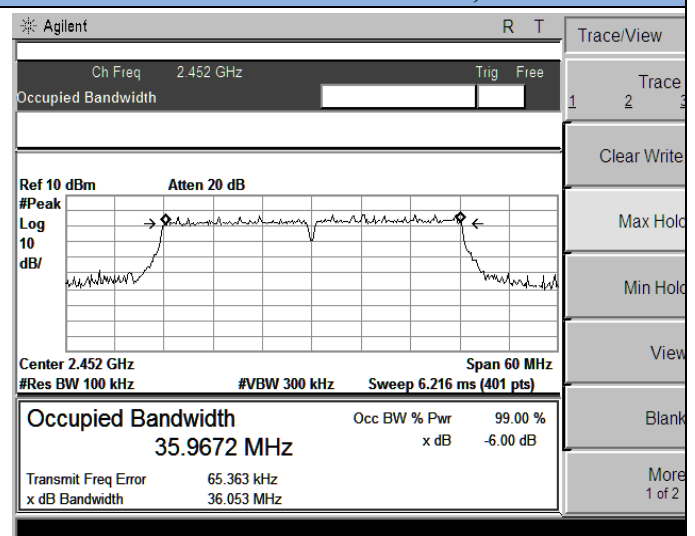 Agilent R T
Trace/View
Ch Freq 2.452 GHz Trig Free
Occupied Bandwidth
Trace
1 2 3
Clear Write
Ref 10 dBm Atten 20 dB
#Peak
Log
10
dB/
Max Hold
Min Hold
View
Center 2.452 GHz Span 60 MHz
#Res BW 100 kHz #VBW 300 kHz Sweep 6.216 ms (401 pts)
Occupied Bandwidth Occ BW % Pwr 99.00 %
35.9672 MHz x dB -6.00 dB
Blank
Transmit Freq Error 65.363 kHz
x dB Bandwidth 36.053 MHz
More
1 of 2